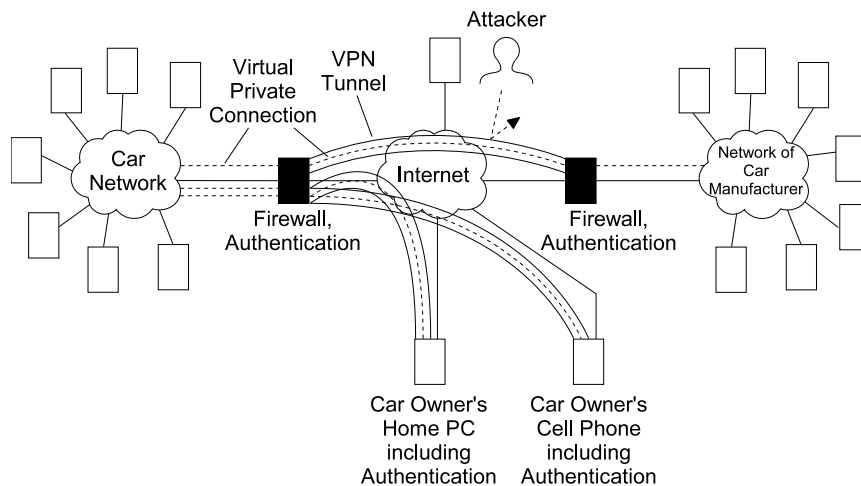 Attacker
Virtual
Private
Connection
VPN
Tunnel
Car
Network
Internet
Network of
Car
Manufacturer
Firewall,
Authentication
Firewall,
Authentication
Car Owner's
Home PC
including
Authentication
Car Owner's
Cell Phone
including
Authentication